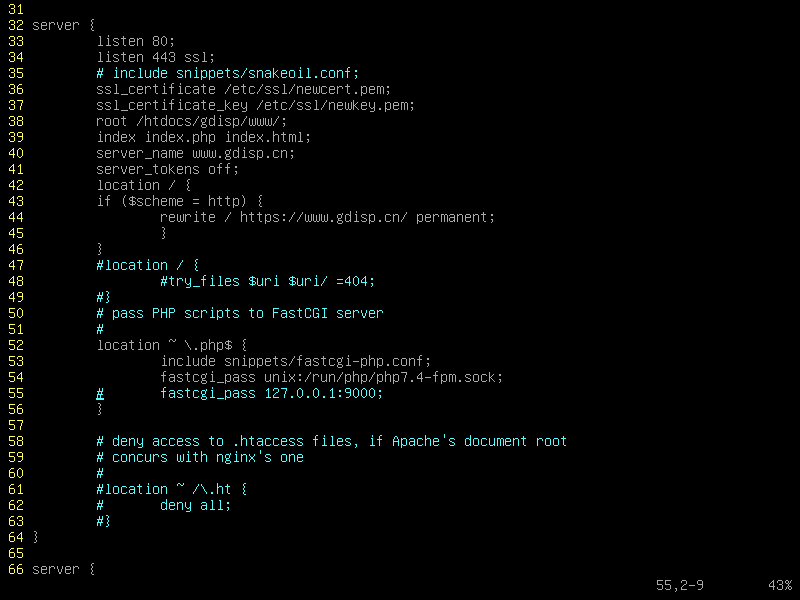 31
32 server {
33         listen 80;
34         listen 443 ssl;
35         # include snippets/snakeoil.conf;
36         ssl_certificate /etc/ssl/newcert.pem;
37         ssl_certificate_key /etc/ssl/newkey.pem;
38         root /htdocs/gdisp/www/;
39         index index.php index.html;
40         server_name www.gdisp.cn;
41         server_tokens off;
42         location / {
43         if ($scheme = http) {
44                 rewrite / https://www.gdisp.cn/ permanent;
45                 }
46         }
47         #location / {
48                 #try_files $uri $uri/ =404;
49         #}
50         # pass PHP scripts to FastCGI server
51         #
52         location ~ \.php$ {
53                 include snippets/fastcgi-php.conf;
54                 fastcgi_pass unix:/run/php/php7.4-fpm.sock;
55         #       fastcgi_pass 127.0.0.1:9000;
56         }
57
58         # deny access to .htaccess files, if Apache's document root
59         # concurs with nginx's one
60         #
61         #location ~ /\.ht {
62         #       deny all;
63         #}
64 }
65
66 server {
55,2-9 43%